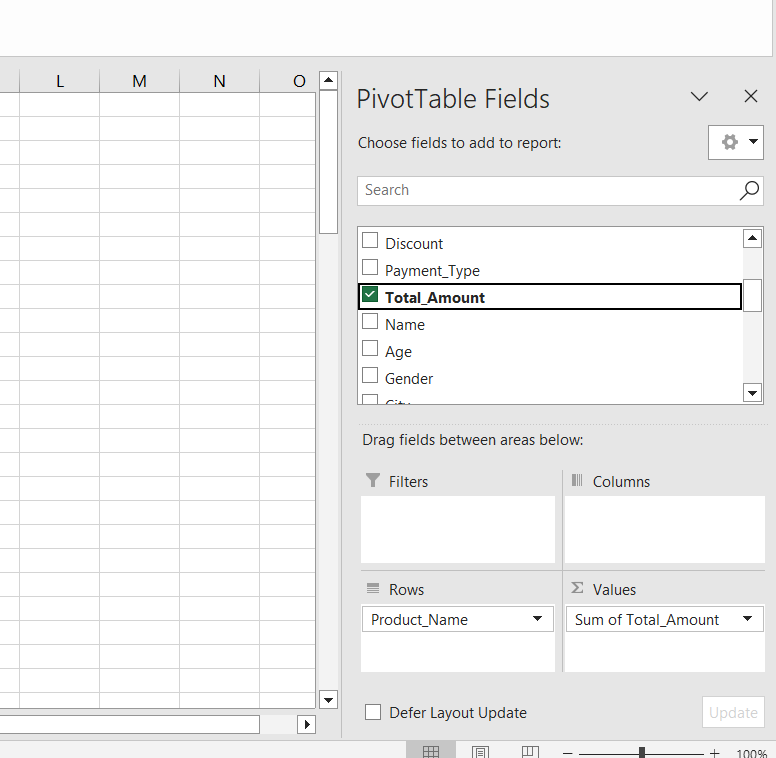 L M N O
PivotTable Fields
Choose fields to add to report:
Search
Discount
Payment_Type
Total_Amount
Name
Age
Gender
City
Drag fields between areas below:
Filters
Columns
Rows
Σ Values
Product_Name
Sum of Total_Amount
Defer Layout Update
Update
100%